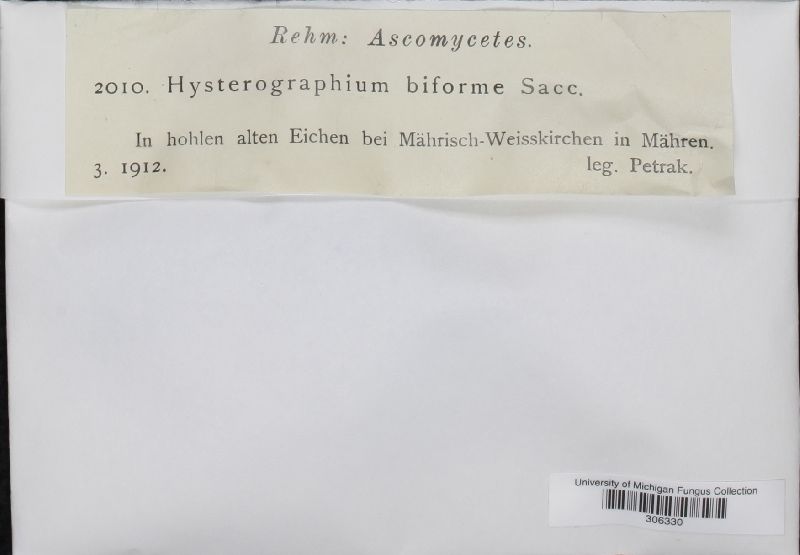 Rehm: Ascomycetes.
2010. Hysterographium biforme Sacc.
In hohlen alten Eichen bei Mährisch-Weisskirchen in Mähren.
3. 1912. leg. Petrak.
University of Michigan Fungus Collection
306330